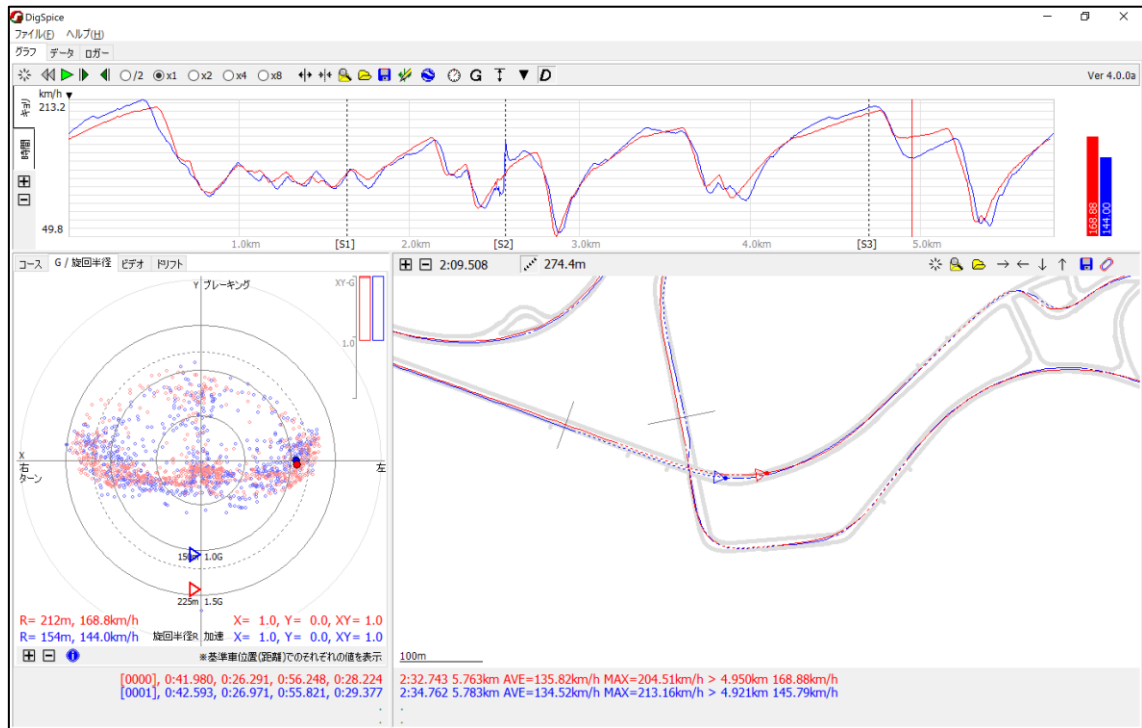 DigSpice
ファイル(F) ヘルプ(H)
グラフ データ ロガー
/2 x1 x2 x4 x8 G D Ver 4.0.0a
km/h ▼
213.2
キョリ
時間
49.8
1.0km [S1] 2.0km [S2] 3.0km 4.0km [S3] 5.0km
168.88 144.00
コース G / 旋回半径 ビデオ ドリフト
2:09.508 274.4m
Y ブレーキング
XY-G
1.0
X
右 左
ターン
150m 1.0G
225m 1.5G
R= 212m, 168.8km/h X= 1.0, Y= 0.0, XY= 1.0
R= 154m, 144.0km/h 旋回半径R 加速 X= 1.0, Y= 0.0, XY= 1.0
※基準車位置(距離)でのそれぞれの値を表示
100m
[0000], 0:41.980, 0:26.291, 0:56.248, 0:28.224 2:32.743 5.763km AVE=135.82km/h MAX=204.51km/h > 4.950km 168.88km/h
[0001], 0:42.593, 0:26.971, 0:55.821, 0:29.377 2:34.762 5.783km AVE=134.52km/h MAX=213.16km/h > 4.921km 145.79km/h